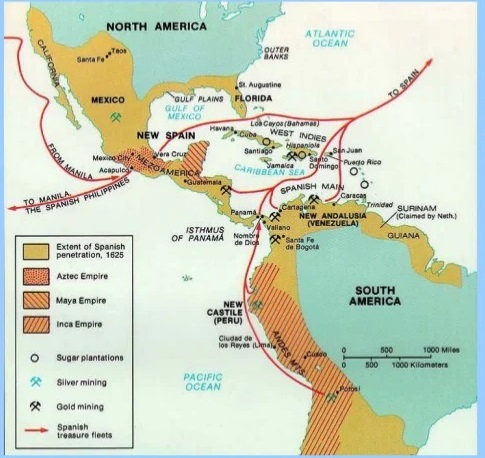 NORTH AMERICA
ATLANTIC
OCEAN
CALIFORNIA
Taos
Santa Fe
OUTER
BANKS
St. Augustine
MEXICO
GULF PLAINS
FLORIDA
GULF OF
MEXICO
TO SPAIN
Los Cayos (Bahamas)
NEW SPAIN
Havana
Cuba
WEST INDIES
Hispaniola
San Juan
Mexico City
Vera Cruz
Santiago
Santo
Domingo
Puerto Rico
Jamaica
FROM MANILA
Acapulco
MEZOAMERICA
CARIBBEAN SEA
Guatemala
TO MANILA,
THE SPANISH PHILIPPINES
SPANISH MAIN
Caracas
Trinidad
Cartagena
SURINAM
(Claimed by Neth.)
Panamá
NEW ANDALUSIA
(VENEZUELA)
ISTHMUS
OF PANAMÁ
Vallano
GUIANA
Nombre
de Dios
Santa Fe
de Bogotá
Extent of Spanish
penetration, 1625
Aztec Empire
Maya Empire
Inca Empire
Sugar plantations
Silver mining
Gold mining
Spanish
treasure fleets
SOUTH
AMERICA
NEW
CASTILE
(PERU)
Ciudad de
los Reyes (Lima)
ANDES MTS.
Cusco
0 500 1000 Miles
0 500 1000 Kilometers
PACIFIC
OCEAN
Potosí